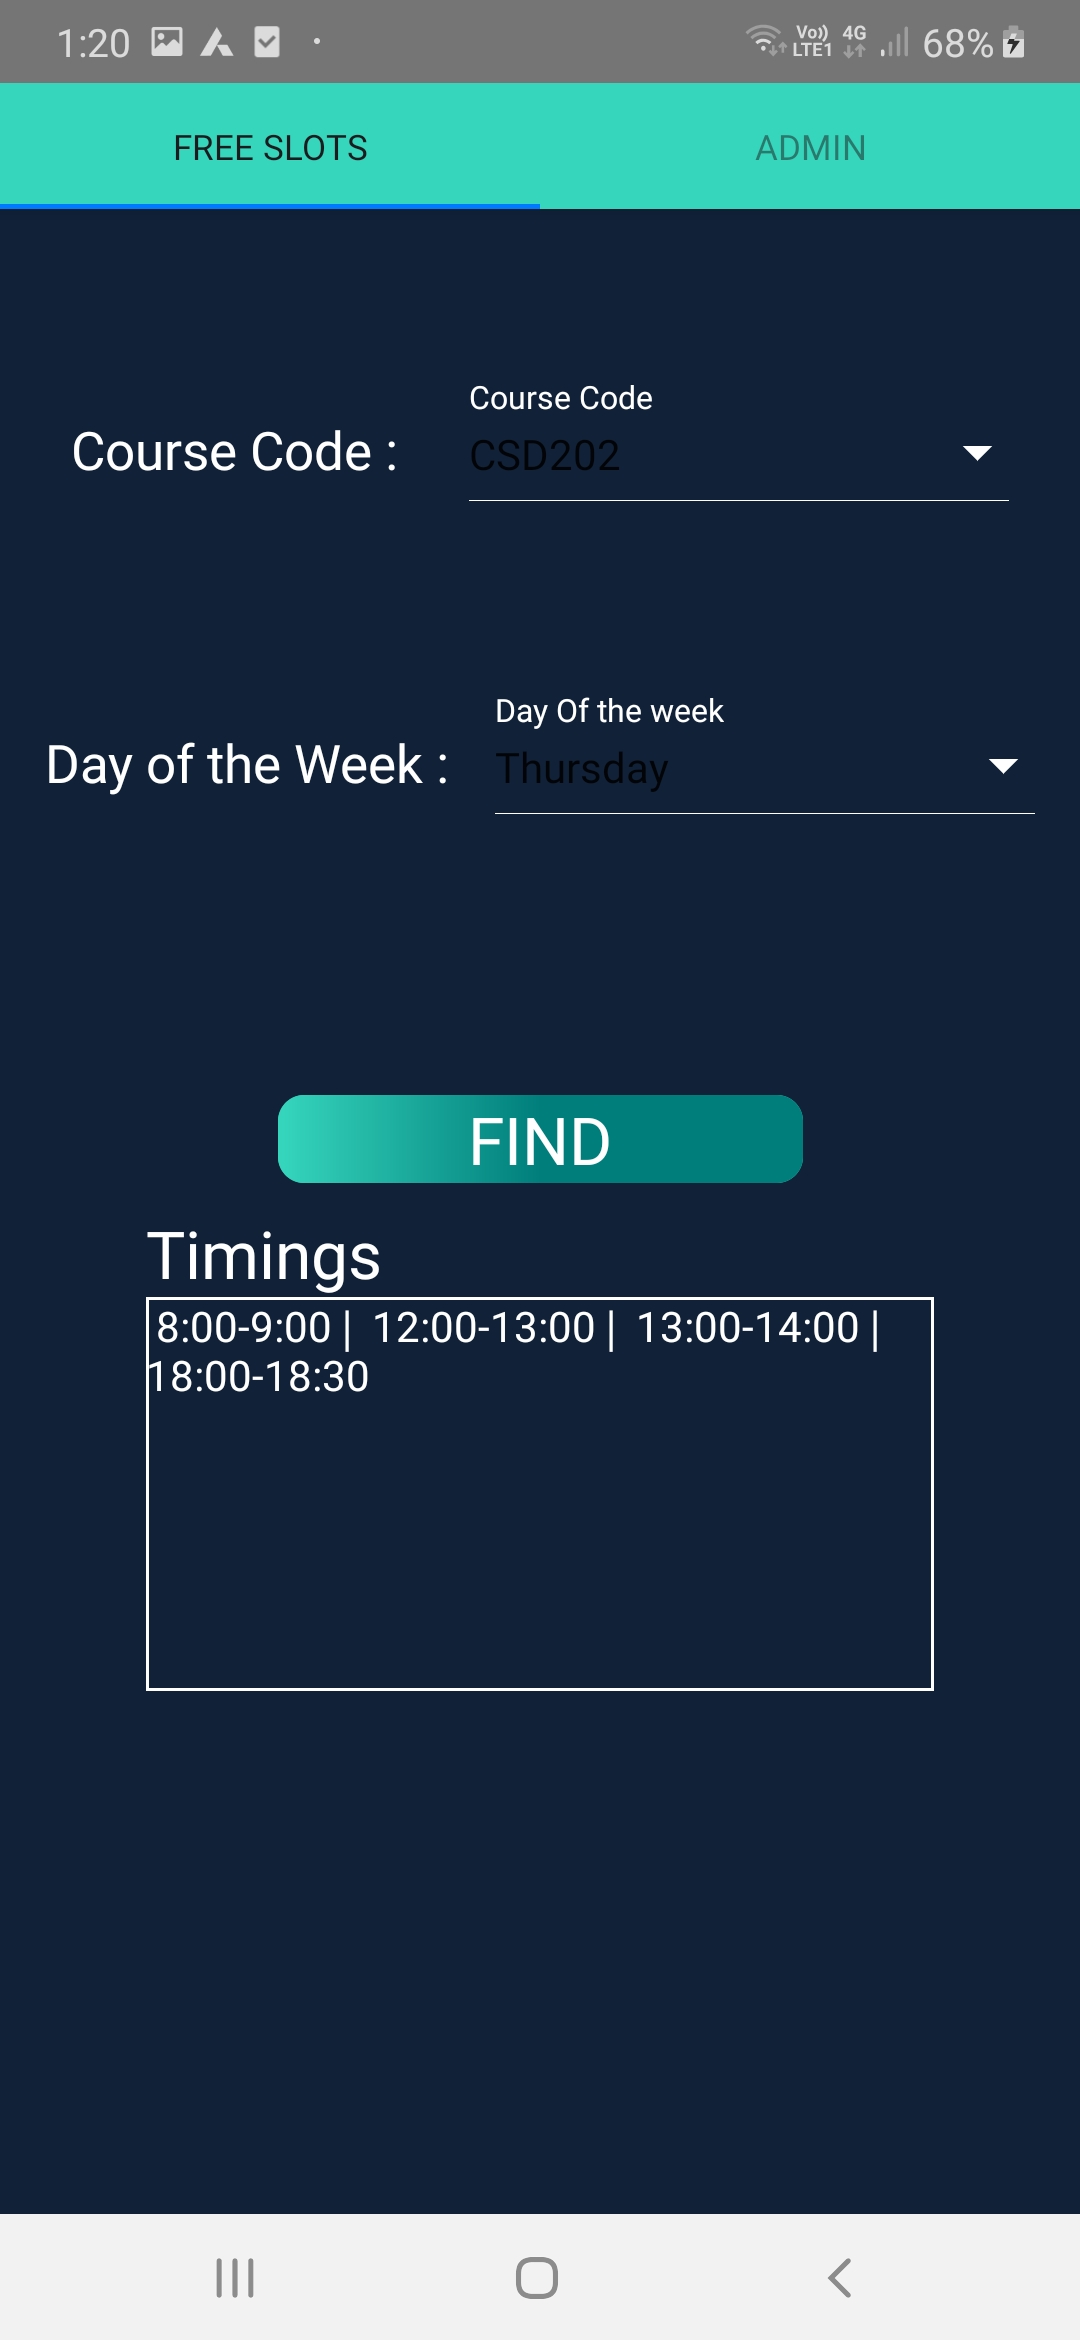 1:20 Vo)) LTE1 4G 68%
FREE SLOTS ADMIN
Course Code
Course Code : CSD202
Day Of the week
Day of the Week : Thursday
FIND
Timings
8:00-9:00 | 12:00-13:00 | 13:00-14:00 |
18:00-18:30